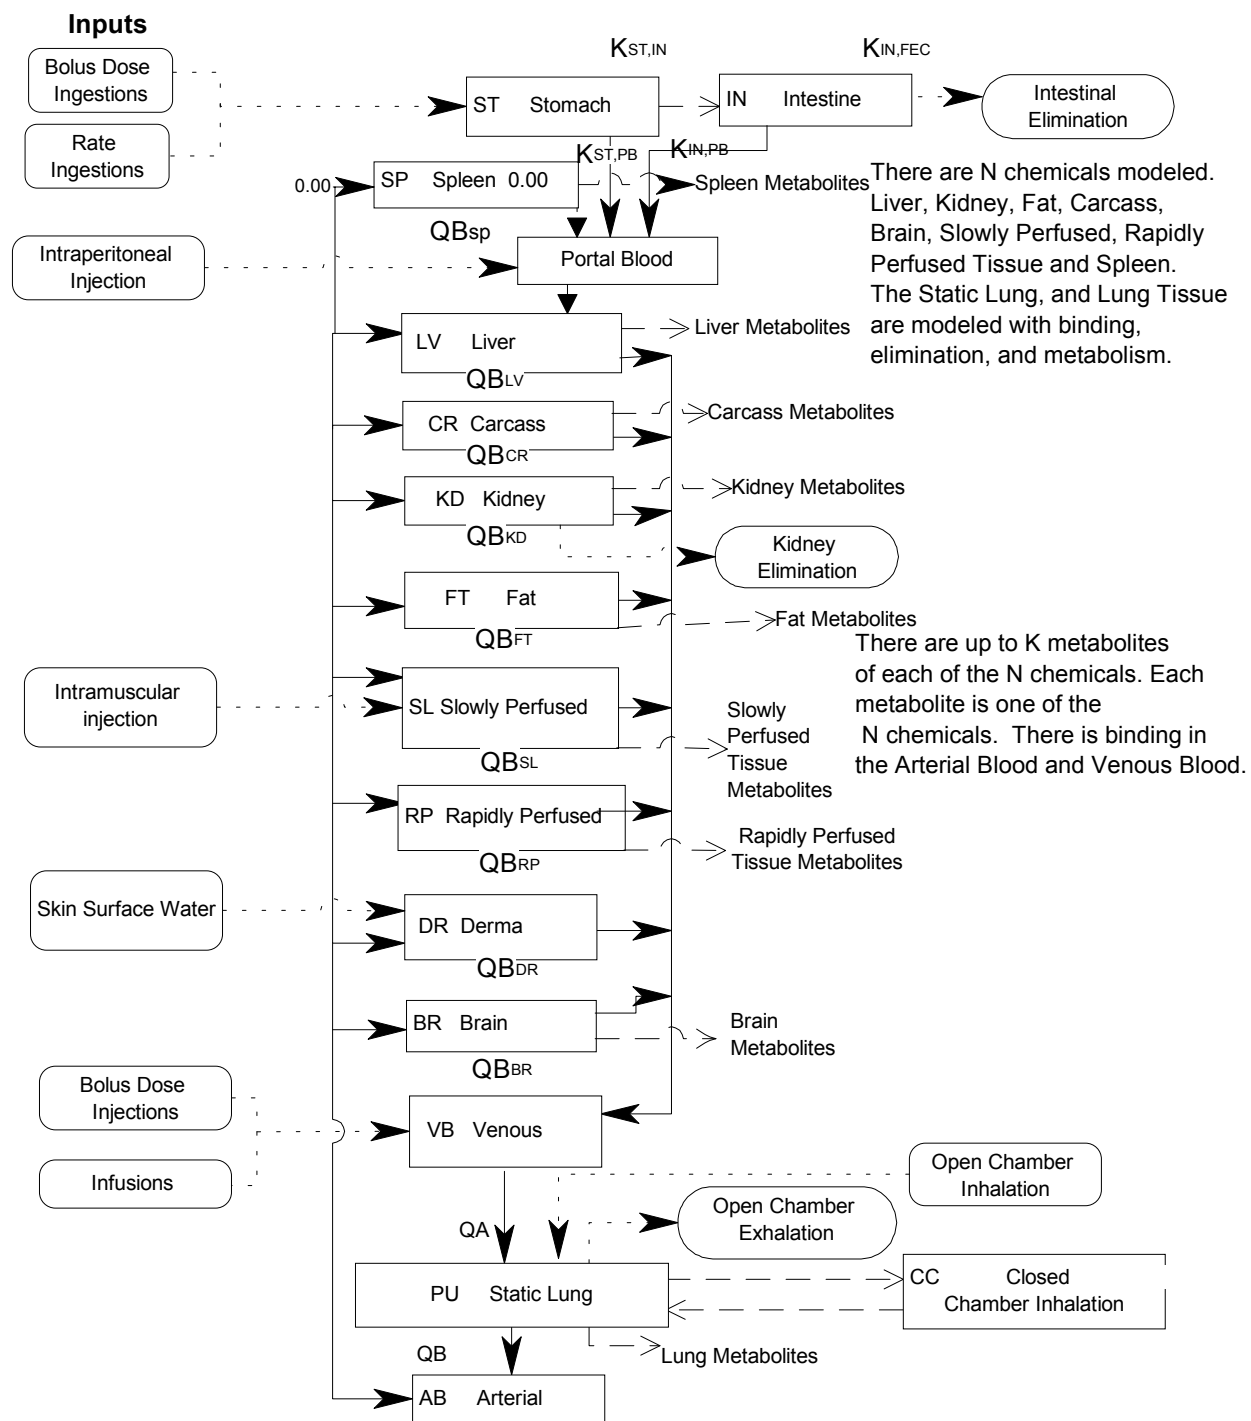 Inputs
Bolus Dose
Ingestions
Rate
Ingestions
KST,IN
KIN,FEC
ST Stomach
IN Intestine
Intestinal
Elimination
KST,PB
KIN,PB
0.00
SP Spleen 0.00
Spleen Metabolites
QBsp
There are N chemicals modeled.
Liver, Kidney, Fat, Carcass,
Brain, Slowly Perfused, Rapidly
Perfused Tissue and Spleen.
The Static Lung, and Lung Tissue
are modeled with binding,
elimination, and metabolism.
Intraperitoneal
Injection
Portal Blood
LV Liver
Liver Metabolites
QBLV
CR Carcass
Carcass Metabolites
QBCR
KD Kidney
Kidney Metabolites
QBKD
Kidney
Elimination
FT Fat
Fat Metabolites
QBFT
There are up to K metabolites
of each of the N chemicals. Each
metabolite is one of the
N chemicals. There is binding in
the Arterial Blood and Venous Blood.
Intramuscular
injection
SL Slowly Perfused
Slowly
Perfused
Tissue
Metabolites
QBSL
RP Rapidly Perfused
Rapidly Perfused
Tissue Metabolites
QBRP
Skin Surface Water
DR Derma
QBDR
BR Brain
Brain
Metabolites
QBBR
Bolus Dose
Injections
Infusions
VB Venous
Open Chamber
Inhalation
Open Chamber
Exhalation
QA
PU Static Lung
CC Closed
Chamber Inhalation
QB
Lung Metabolites
AB Arterial